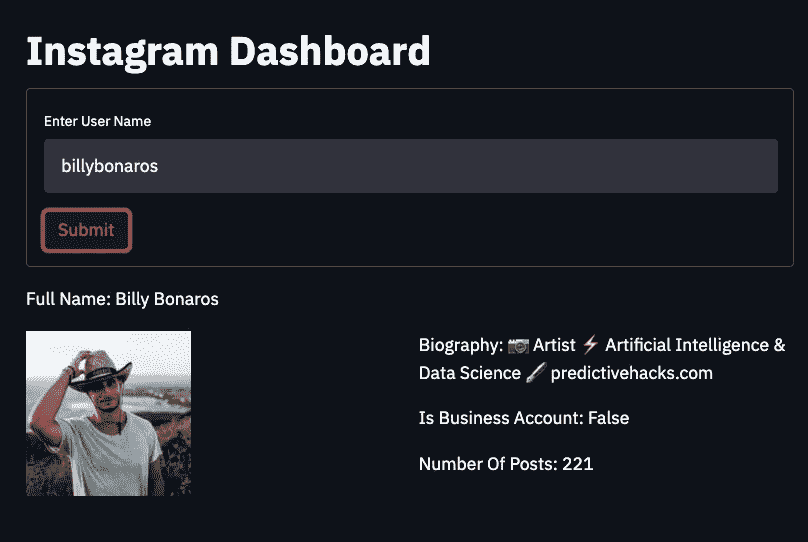 Instagram Dashboard
Enter User Name
billybonaros
Submit
Full Name: Billy Bonaros
Biography: 📷 Artist ⚡ Artificial Intelligence &
Data Science 🖌️ predictivehacks.com
Is Business Account: False
Number Of Posts: 221